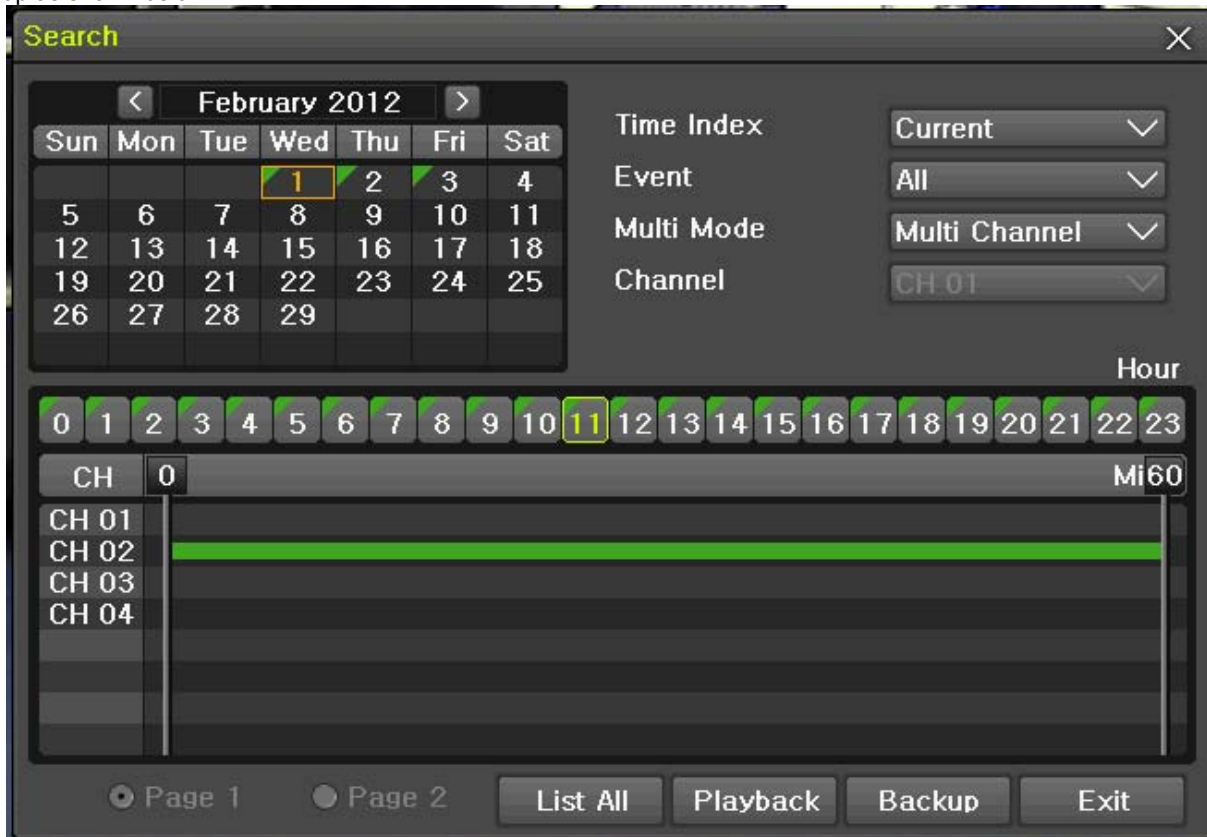 Search
February 2012
Sun Mon Tue Wed Thu Fri Sat
1 2 3 4
5 6 7 8 9 10 11
12 13 14 15 16 17 18
19 20 21 22 23 24 25
26 27 28 29
Time Index Current
Event All
Multi Mode Multi Channel
Channel CH 01
Hour
0 1 2 3 4 5 6 7 8 9 10 11 12 13 14 15 16 17 18 19 20 21 22 23
CH 0 Mi 60
CH 01
CH 02
CH 03
CH 04
Page 1 Page 2 List All Playback Backup Exit